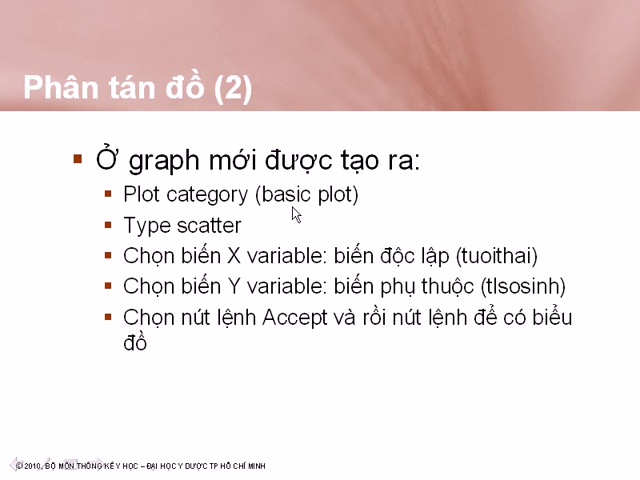 Phân tán đồ (2)
Ở graph mới được tạo ra:
Plot category (basic plot)
Type scatter
Chọn biến X variable: biến độc lập (tuoithai)
Chọn biến Y variable: biến phụ thuộc (tlsosinh)
Chọn nút lệnh Accept và rồi nút lệnh để có biểu
đồ
© 2010, BỘ MÔN THỐNG KÊ Y HỌC – ĐẠI HỌC Y DƯỢC TP HỒ CHÍ MINH